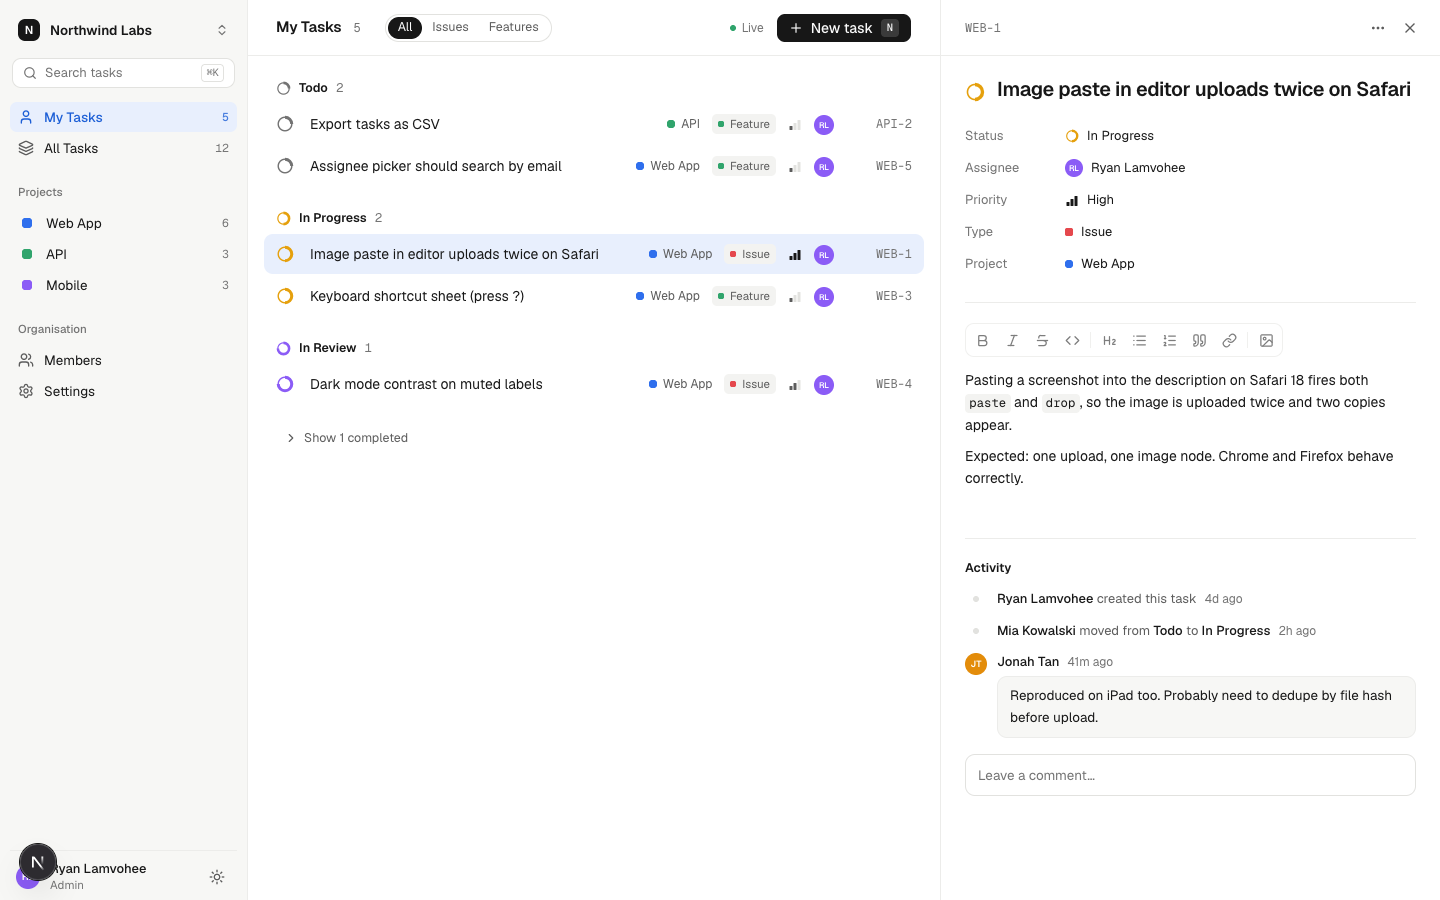 N Northwind Labs
Search tasks ⌘K
My Tasks 5
All Tasks 12
Projects
Web App 6
API 3
Mobile 3
Organisation
Members
Settings
N
Ryan Lamvohee
Admin
My Tasks 5 All Issues Features Live New task N
Todo 2
Export tasks as CSV API Feature RL API-2
Assignee picker should search by email Web App Feature RL WEB-5
In Progress 2
Image paste in editor uploads twice on Safari Web App Issue RL WEB-1
Keyboard shortcut sheet (press ?) Web App Feature RL WEB-3
In Review 1
Dark mode contrast on muted labels Web App Issue RL WEB-4
Show 1 completed
WEB-1
Image paste in editor uploads twice on Safari
Status In Progress
Assignee RL Ryan Lamvohee
Priority High
Type Issue
Project Web App
H2
Pasting a screenshot into the description on Safari 18 fires both
paste and drop, so the image is uploaded twice and two copies
appear.
Expected: one upload, one image node. Chrome and Firefox behave
correctly.
Activity
Ryan Lamvohee created this task 4d ago
Mia Kowalski moved from Todo to In Progress 2h ago
JT Jonah Tan 41m ago
Reproduced on iPad too. Probably need to dedupe by file hash
before upload.
Leave a comment...